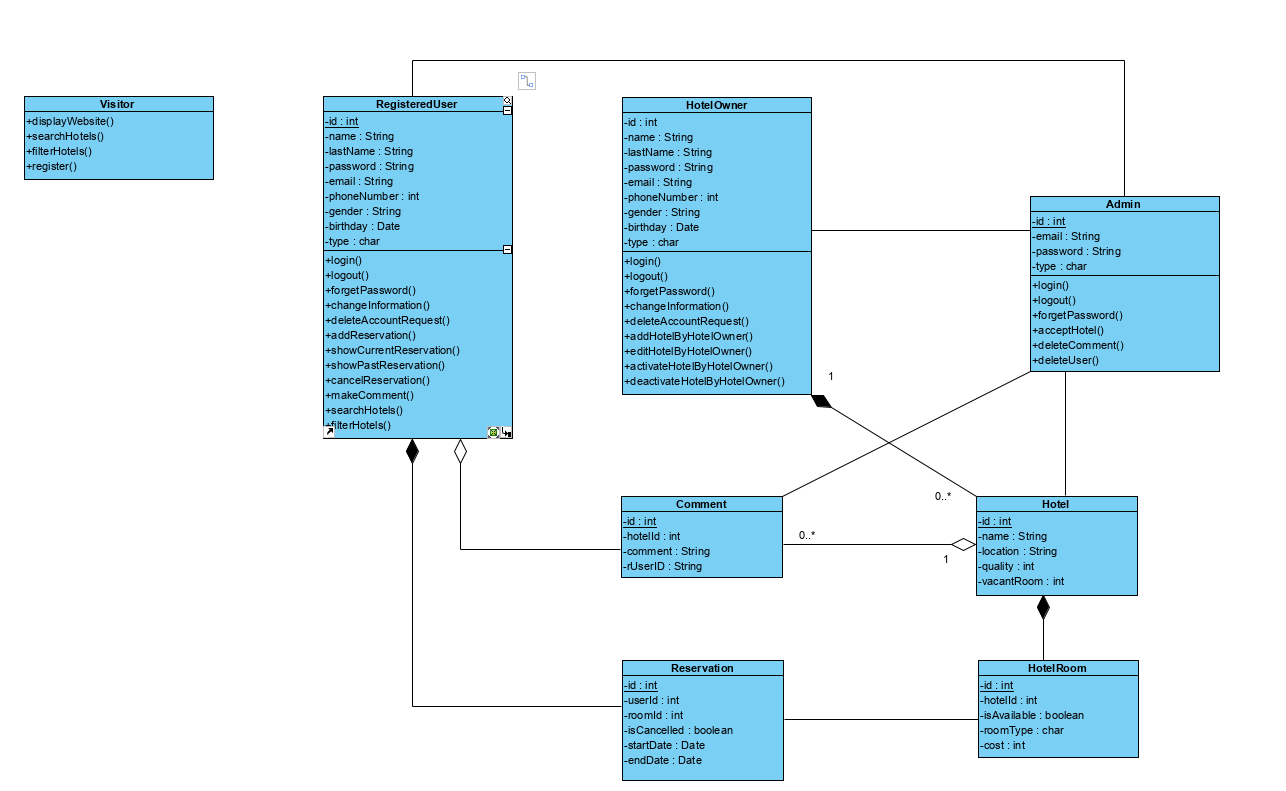 Visitor
+displayWebsite()
+searchHotels()
+filterHotels()
+register()
RegisteredUser
-id : int
-name : String
-lastName : String
-password : String
-email : String
-phoneNumber : int
-gender : String
-birthday : Date
-type : char
+login()
+logout()
+forgetPassword()
+changeInformation()
+deleteAccountRequest()
+addReservation()
+showCurrentReservation()
+showPastReservation()
+cancelReservation()
+makeComment()
+searchHotels()
+filterHotels()
HotelOwner
-id : int
-name : String
-lastName : String
-password : String
-email : String
-phoneNumber : int
-gender : String
-birthday : Date
-type : char
+login()
+logout()
+forgetPassword()
+changeInformation()
+deleteAccountRequest()
+addHotelByHotelOwner()
+editHotelByHotelOwner()
+activateHotelByHotelOwner()
+deactivateHotelByHotelOwner()
Admin
-id : int
-email : String
-password : String
-type : char
+login()
+logout()
+forgetPassword()
+acceptHotel()
+deleteComment()
+deleteUser()
1
0..*
Comment
-id : int
-hotelId : int
-comment : String
-rUserID : String
0..*
1
Hotel
-id : int
-name : String
-location : String
-quality : int
-vacantRoom : int
Reservation
-id : int
-userId : int
-roomId : int
-isCancelled : boolean
-startDate : Date
-endDate : Date
HotelRoom
-id : int
-hotelId : int
-isAvailable : boolean
-roomType : char
-cost : int